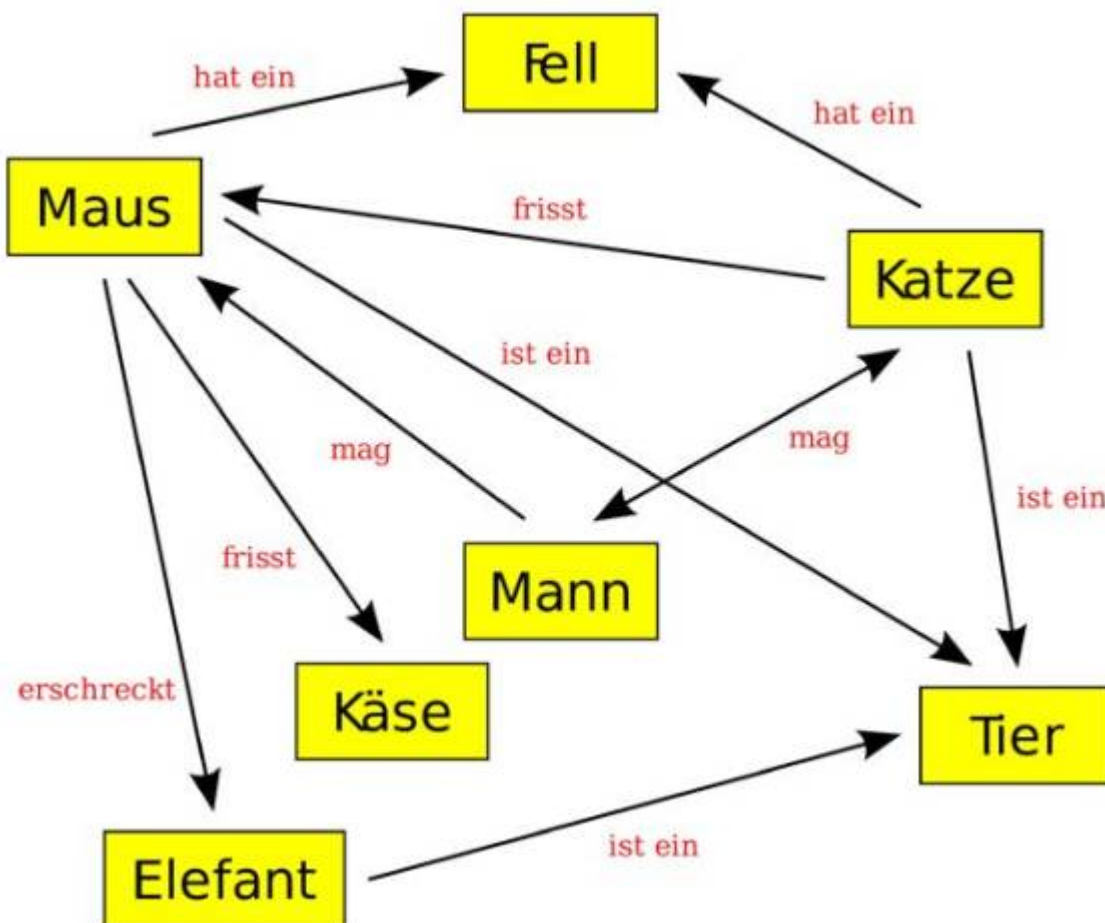 Fell
hat ein
hat ein
Maus
frisst
Katze
ist ein
mag
mag
ist ein
frisst
Mann
erschreckt
Käse
Tier
ist ein
Elefant